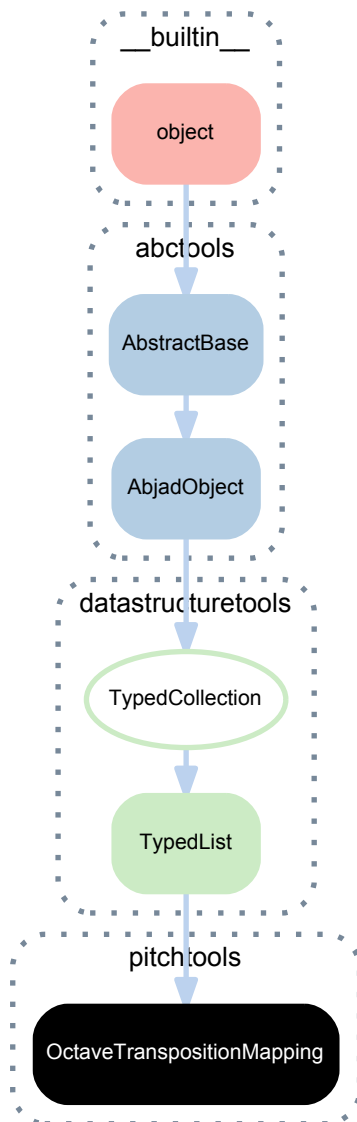 __builtin__
object
abctools
AbstractBase
AbjadObject
datastructuretools
TypedCollection
TypedList
pitchtools
OctaveTranspositionMapping